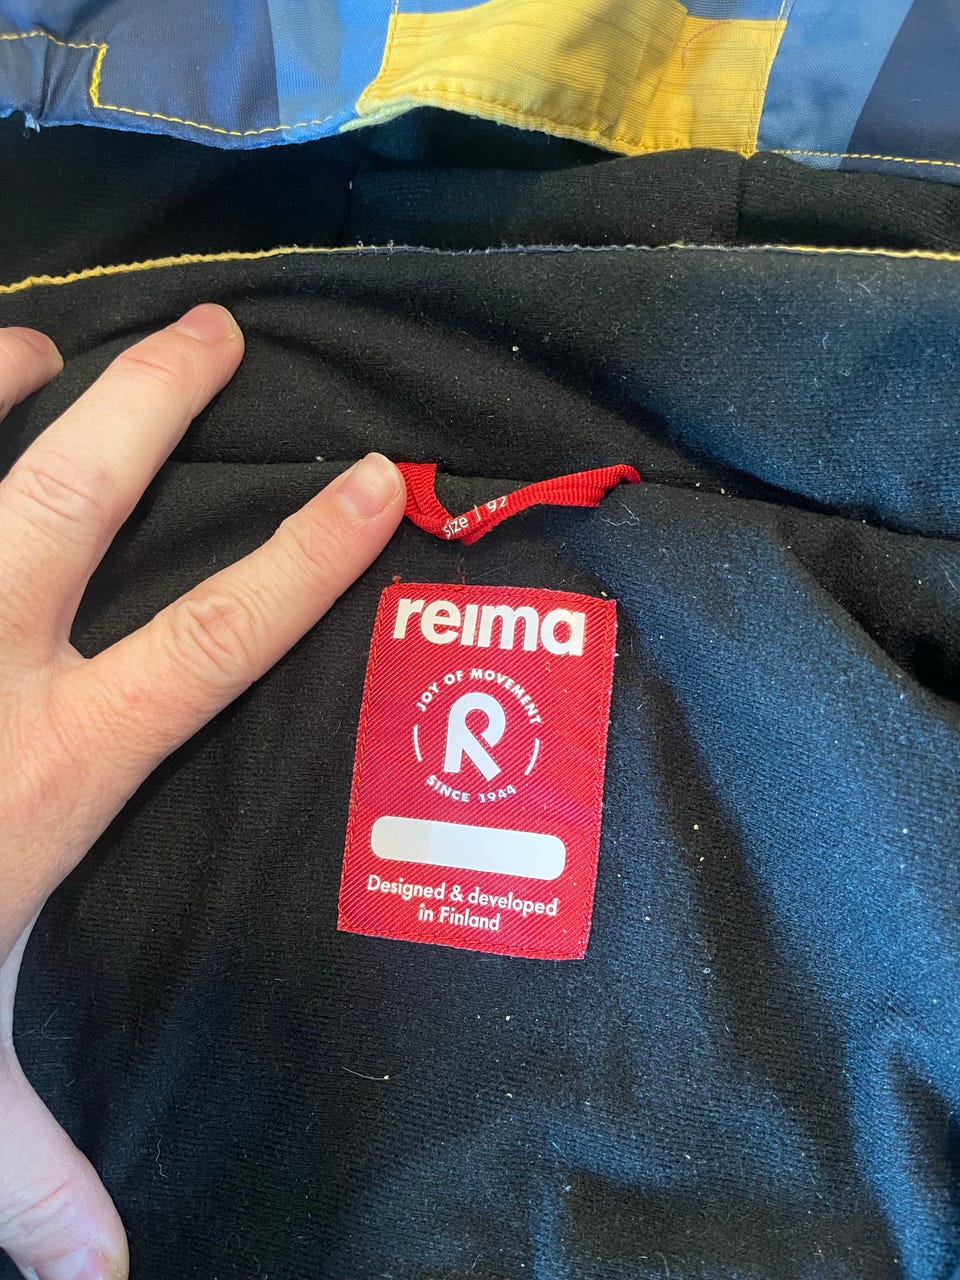 size | 92
reima
JOY OF MOVEMENT
R
SINCE 1944
Designed & developed
in Finland